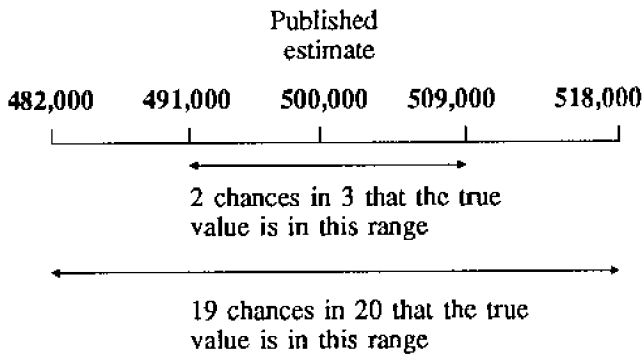 Published
estimate
482,000 491,000 500,000 509,000 518,000
2 chances in 3 that the true
value is in this range
19 chances in 20 that the true
value is in this range